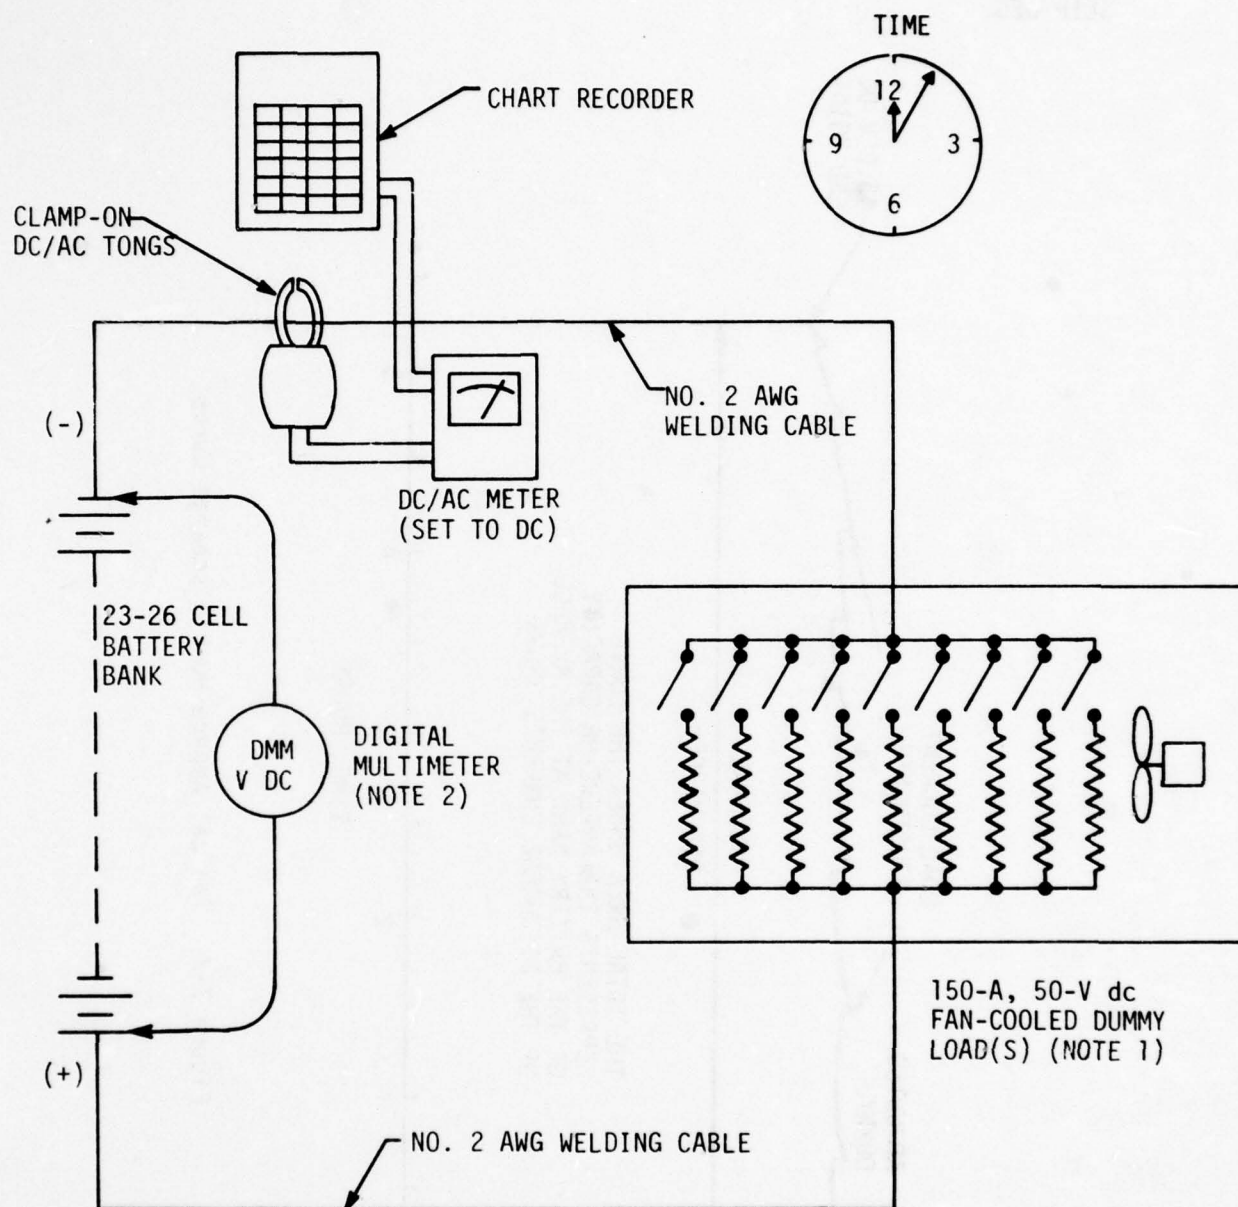 TIME
12
9
3
6
CHART RECORDER
CLAMP-ON
DC/AC TONGS
NO. 2 AWG
WELDING CABLE
(-)
DC/AC METER
(SET TO DC)
23-26 CELL
BATTERY
BANK
DMM
V DC
DIGITAL
MULTIMETER
(NOTE 2)
150-A, 50-V dc
FAN-COOLED DUMMY
LOAD(S) (NOTE 1)
(+)
NO. 2 AWG WELDING CABLE